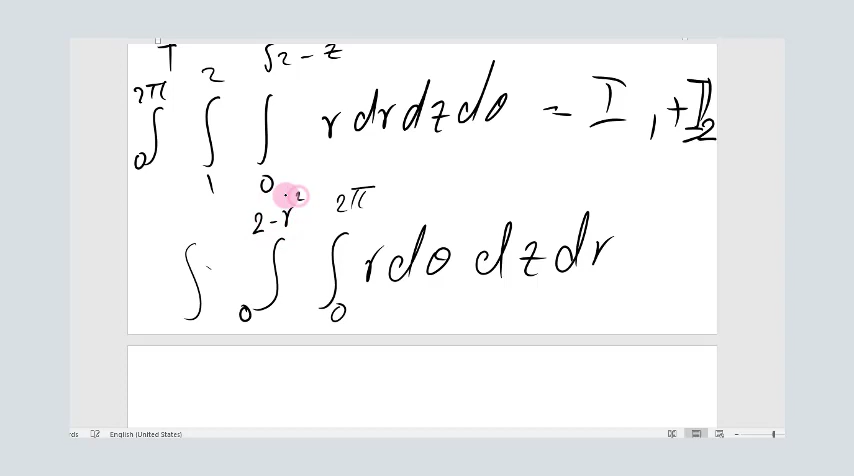 T 2 √2 - z
2π ∫ 0 ∫ 1 ∫ 0 r dr dz dθ = I1 + I2
∫ ∫ 0 2-r² ∫ 0 2π r dθ dz dr
English (United States)